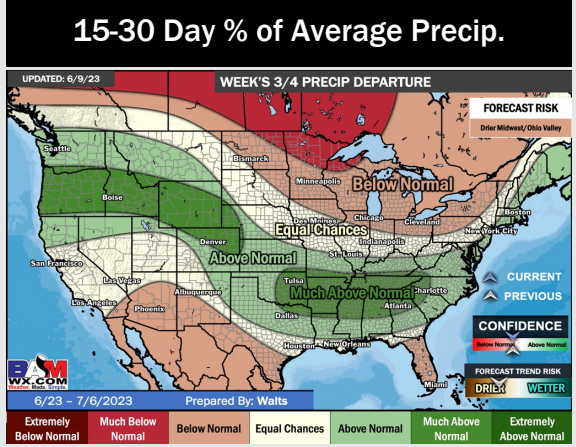 15-30 Day % of Average Precip.
UPDATED: 6/9/23
WEEK'S 3/4 PRECIP DEPARTURE
FORECAST RISK
Drier Midwest/Ohio Valley
Seattle
Bismarck
Minneapolis
Below Normal
Boise
Des Moines
Chicago
Cleveland
Boston
Equal Chances
New York City
Indianapolis
Denver
St. Louis
Above Normal
San Francisco
Las Vegas
Tulsa
CURRENT
Albuquerque
Much Above Normal
Charlotte
PREVIOUS
Los Angeles
Phoenix
Atlanta
Dallas
CONFIDENCE
Houston
New Orleans
Below Normal
Above Normal
BAM
WX.COM
Weather. Made. Simple.
FORECAST TREND RISK
Miami
DRIER
WETTER
6/23 – 7/6/2023
Prepared By: Walts
Extremely
Below Normal
Much Below
Normal
Below Normal
Equal Chances
Above Normal
Much Above
Normal
Extremely
Above Normal